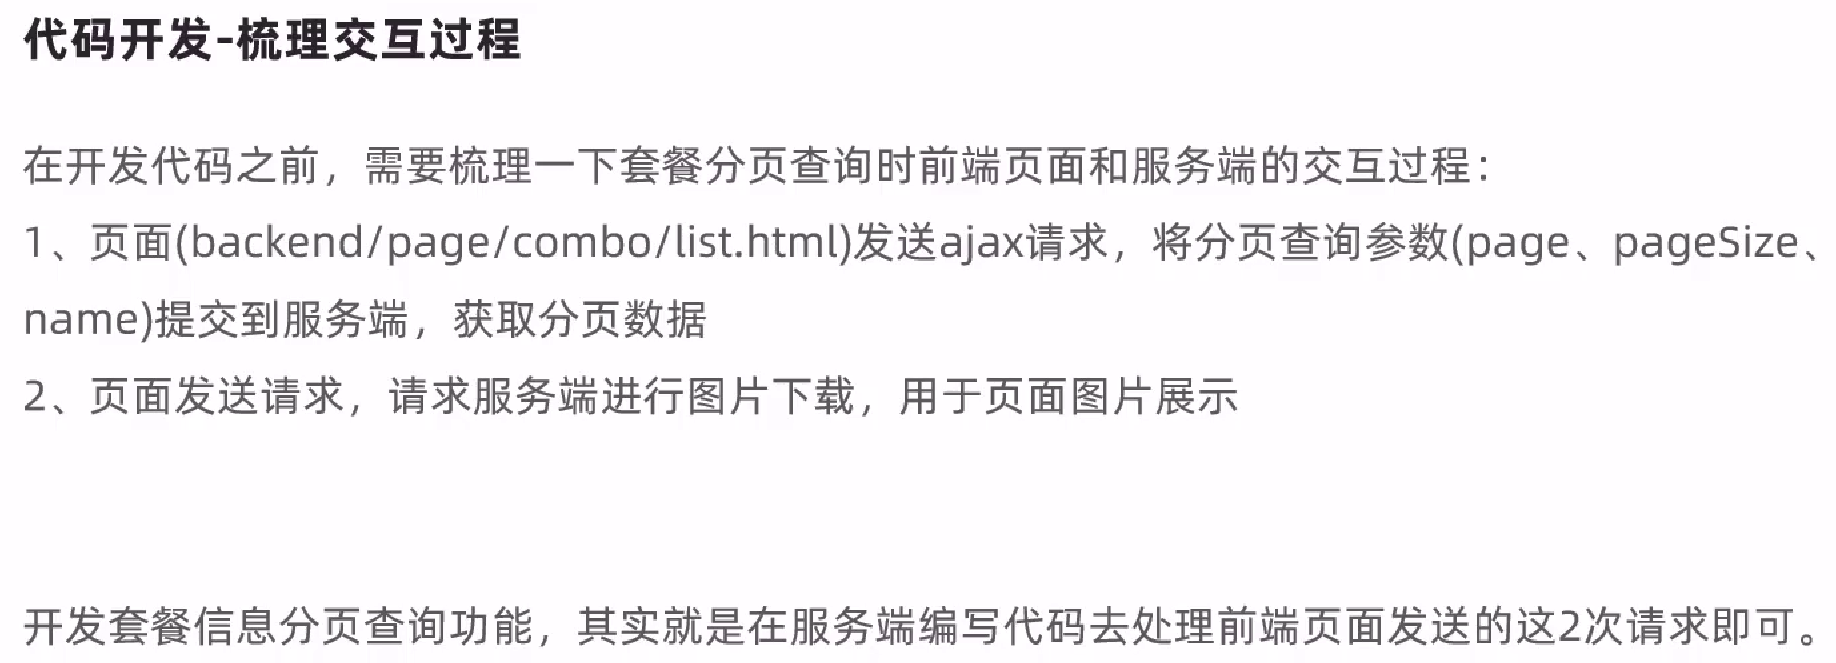 代码开发-梳理交互过程
在开发代码之前，需要梳理一下套餐分页查询时前端页面和服务端的交互过程：
1、页面(backend/page/combo/list.html)发送ajax请求，将分页查询参数(page、pageSize、
name)提交到服务端，获取分页数据
2、页面发送请求，请求服务端进行图片下载，用于页面图片展示
开发套餐信息分页查询功能，其实就是在服务端编写代码去处理前端页面发送的这2次请求即可。